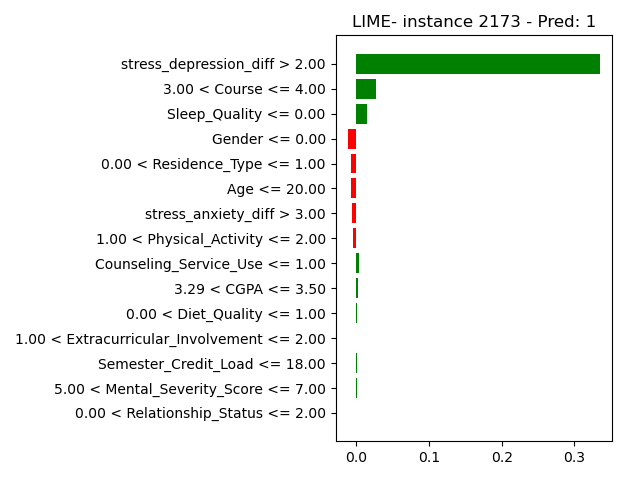 LIME- instance 2173 - Pred: 1
stress_depression_diff > 2.00
3.00 < Course <= 4.00
Sleep_Quality <= 0.00
Gender <= 0.00
0.00 < Residence_Type <= 1.00
Age <= 20.00
stress_anxiety_diff > 3.00
1.00 < Physical_Activity <= 2.00
Counseling_Service_Use <= 1.00
3.29 < CGPA <= 3.50
0.00 < Diet_Quality <= 1.00
1.00 < Extracurricular_Involvement <= 2.00
Semester_Credit_Load <= 18.00
5.00 < Mental_Severity_Score <= 7.00
0.00 < Relationship_Status <= 2.00
0.0 0.1 0.2 0.3